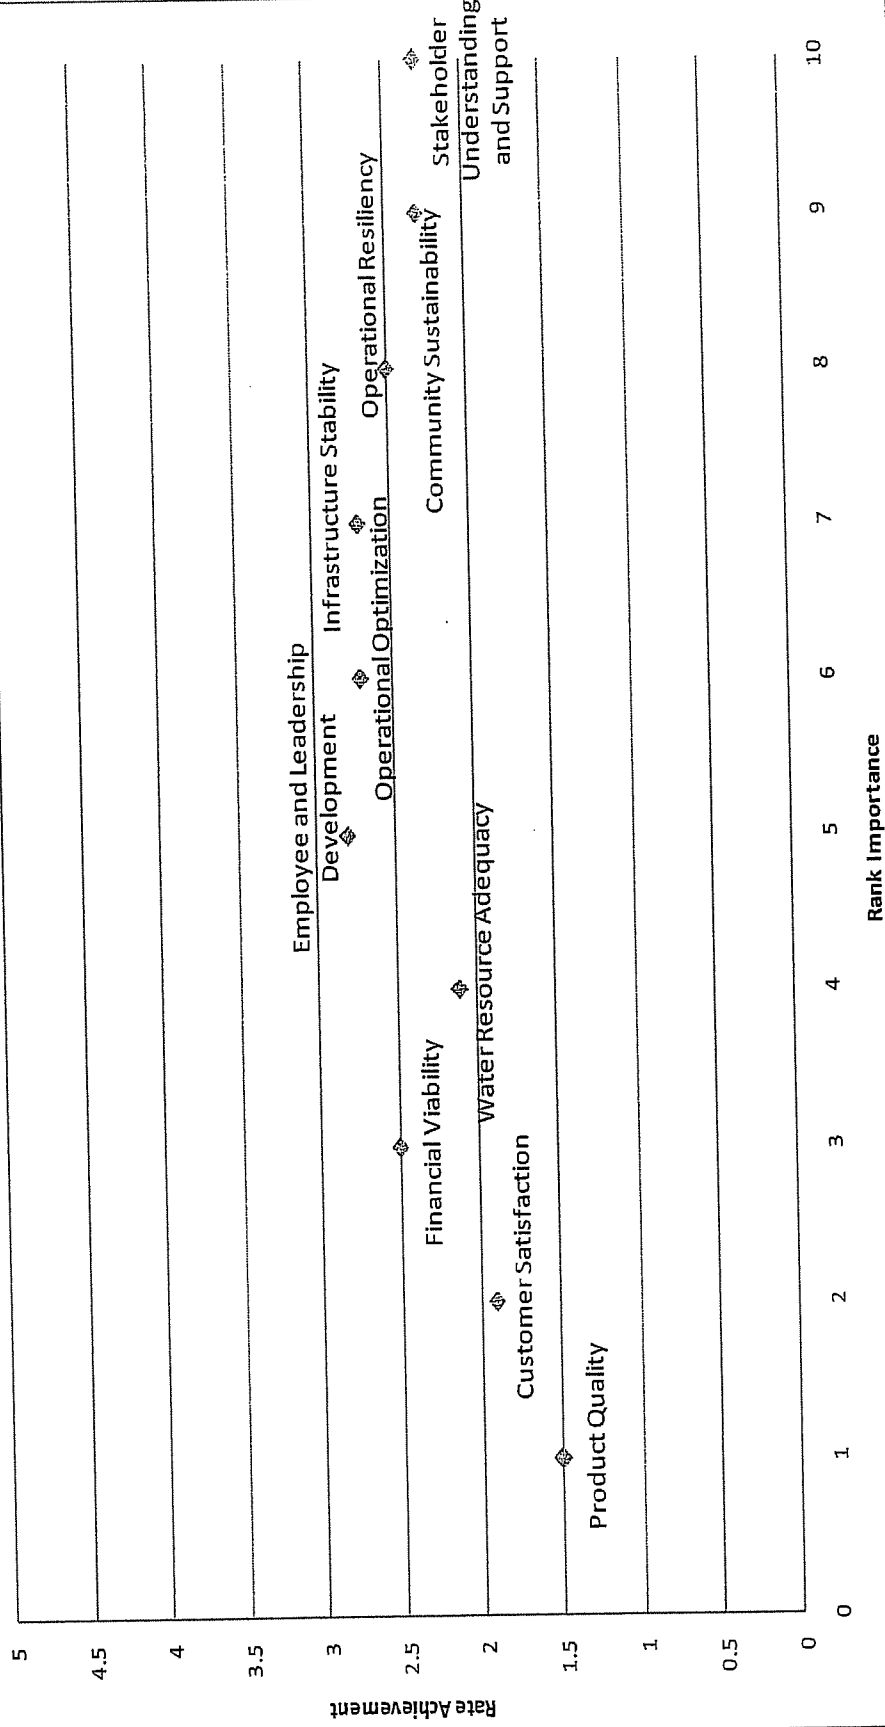 5
4.5
4
3.5
3
2.5
2
1.5
1
0.5
0
Rate Achievement
Employee and Leadership
Development
Infrastructure Stability
Operational Resiliency
Operational Optimization
Stakeholder
Understanding
and Support
Community Sustainability
Financial Viability
Water Resource Adequacy
Customer Satisfaction
Product Quality
0 1 2 3 4 5 6 7 8 9 10
Rank Importance